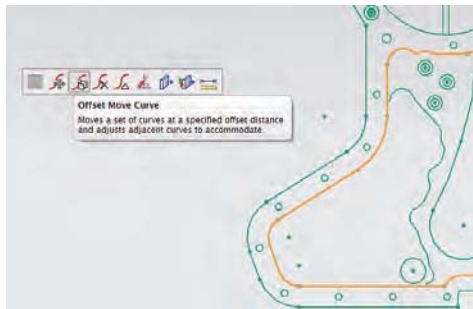 Offset Move Curve
Moves a set of curves at a specified offset distance
and adjusts adjacent curves to accommodate.